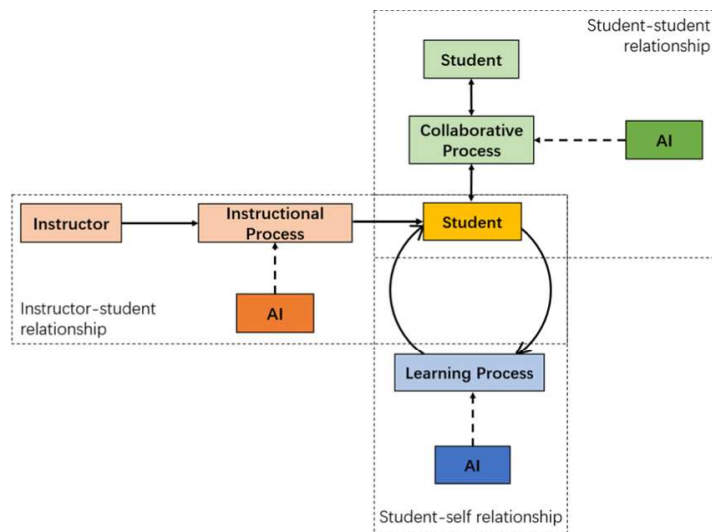 Student-student
relationship
Student
Collaborative
Process
AI
Instructor
Instructional
Process
Student
AI
Instructor-student
relationship
Learning Process
AI
Student-self relationship